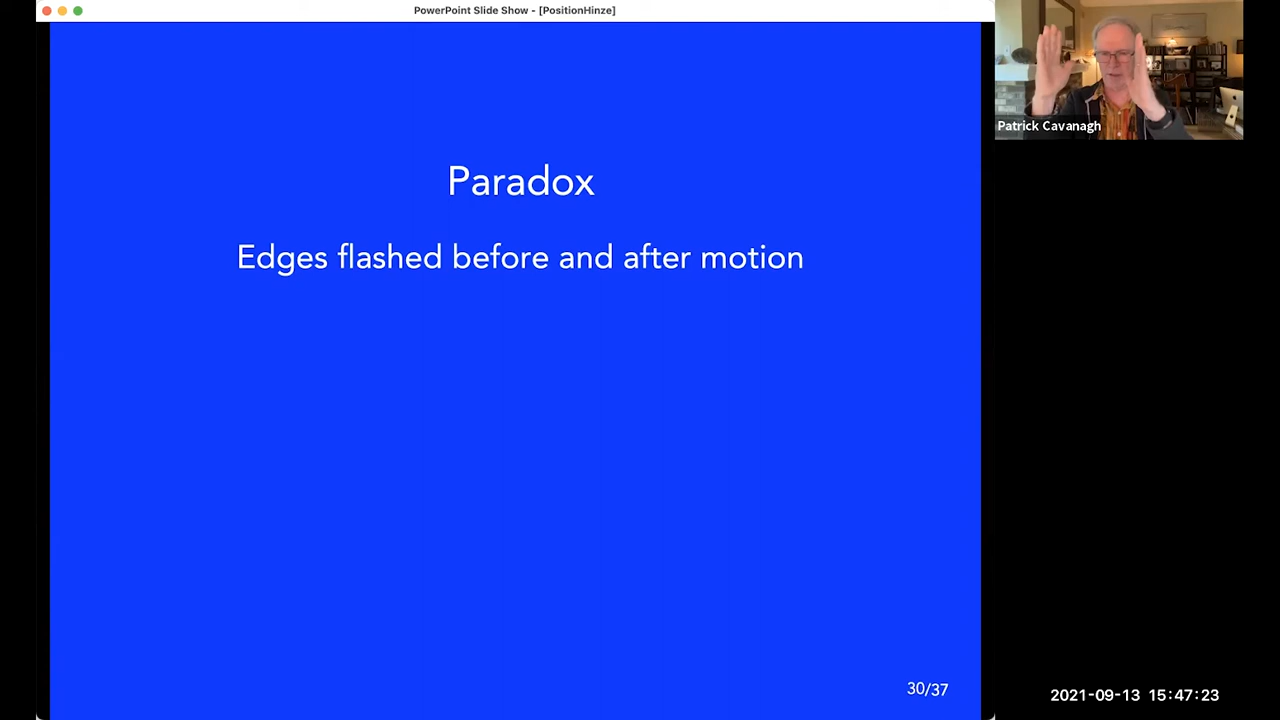 PowerPoint Slide Show - [PositionHinze]
Patrick Cavanagh
Paradox
Edges flashed before and after motion
30/37
2021-09-13 15:47:23